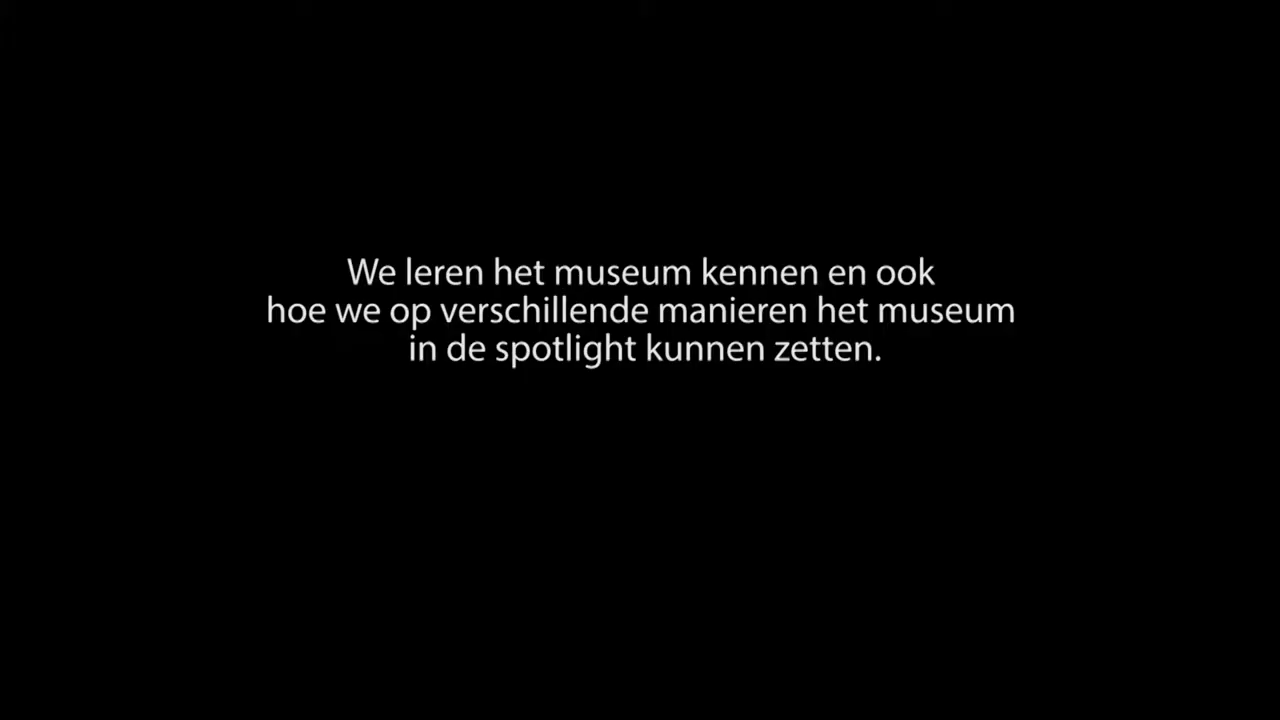 We leren het museum kennen en ook
hoe we op verschillende manieren het museum
in de spotlight kunnen zetten.